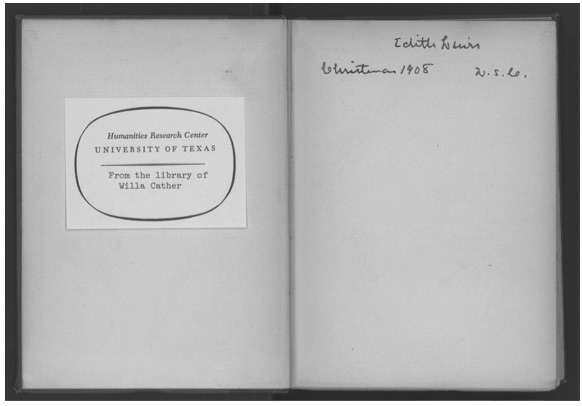 Humanities Research Center
UNIVERSITY OF TEXAS
From the library of
Willa Cather
Edith Lewis
Christmas 1908 W.S.C.